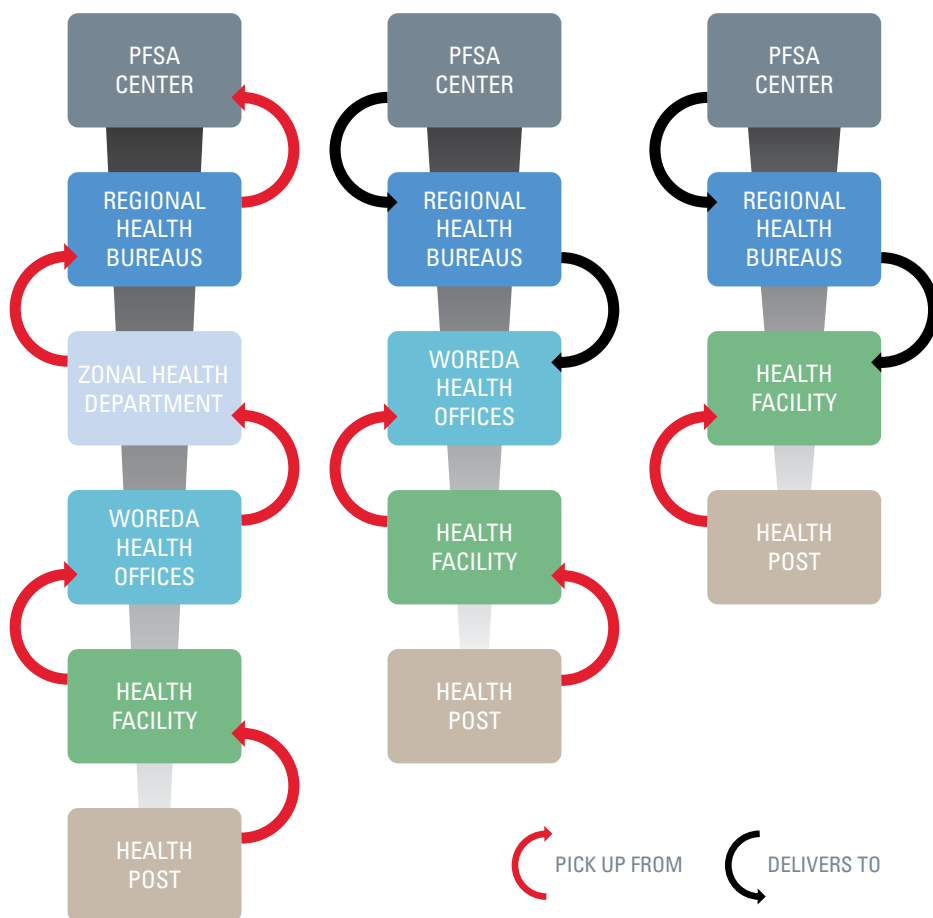 PFSA
CENTER
REGIONAL
HEALTH
BUREAUS
ZONAL HEALTH
DEPARTMENT
WOREDA
HEALTH
OFFICES
HEALTH
FACILITY
HEALTH
POST
PFSA
CENTER
REGIONAL
HEALTH
BUREAUS
WOREDA
HEALTH
OFFICES
HEALTH
FACILITY
HEALTH
POST
PFSA
CENTER
REGIONAL
HEALTH
BUREAUS
HEALTH
FACILITY
HEALTH
POST
PICK UP FROM
DELIVERS TO